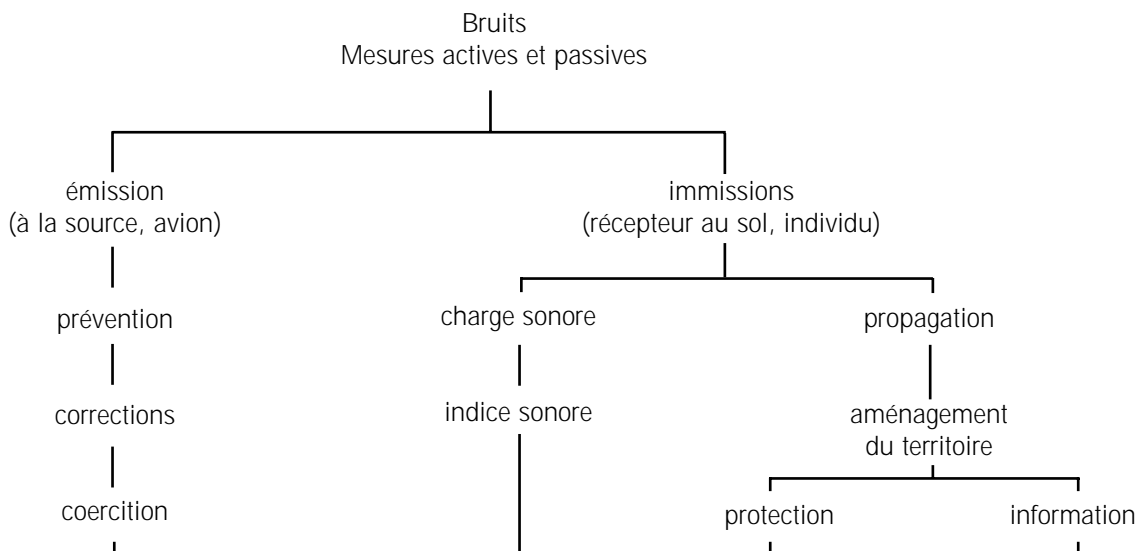 Bruits
Mesures actives et passives
émission
(à la source, avion)
immissions
(récepteur au sol, individu)
prévention
charge sonore
propagation
corrections
indice sonore
aménagement
du territoire
coercition
protection
information